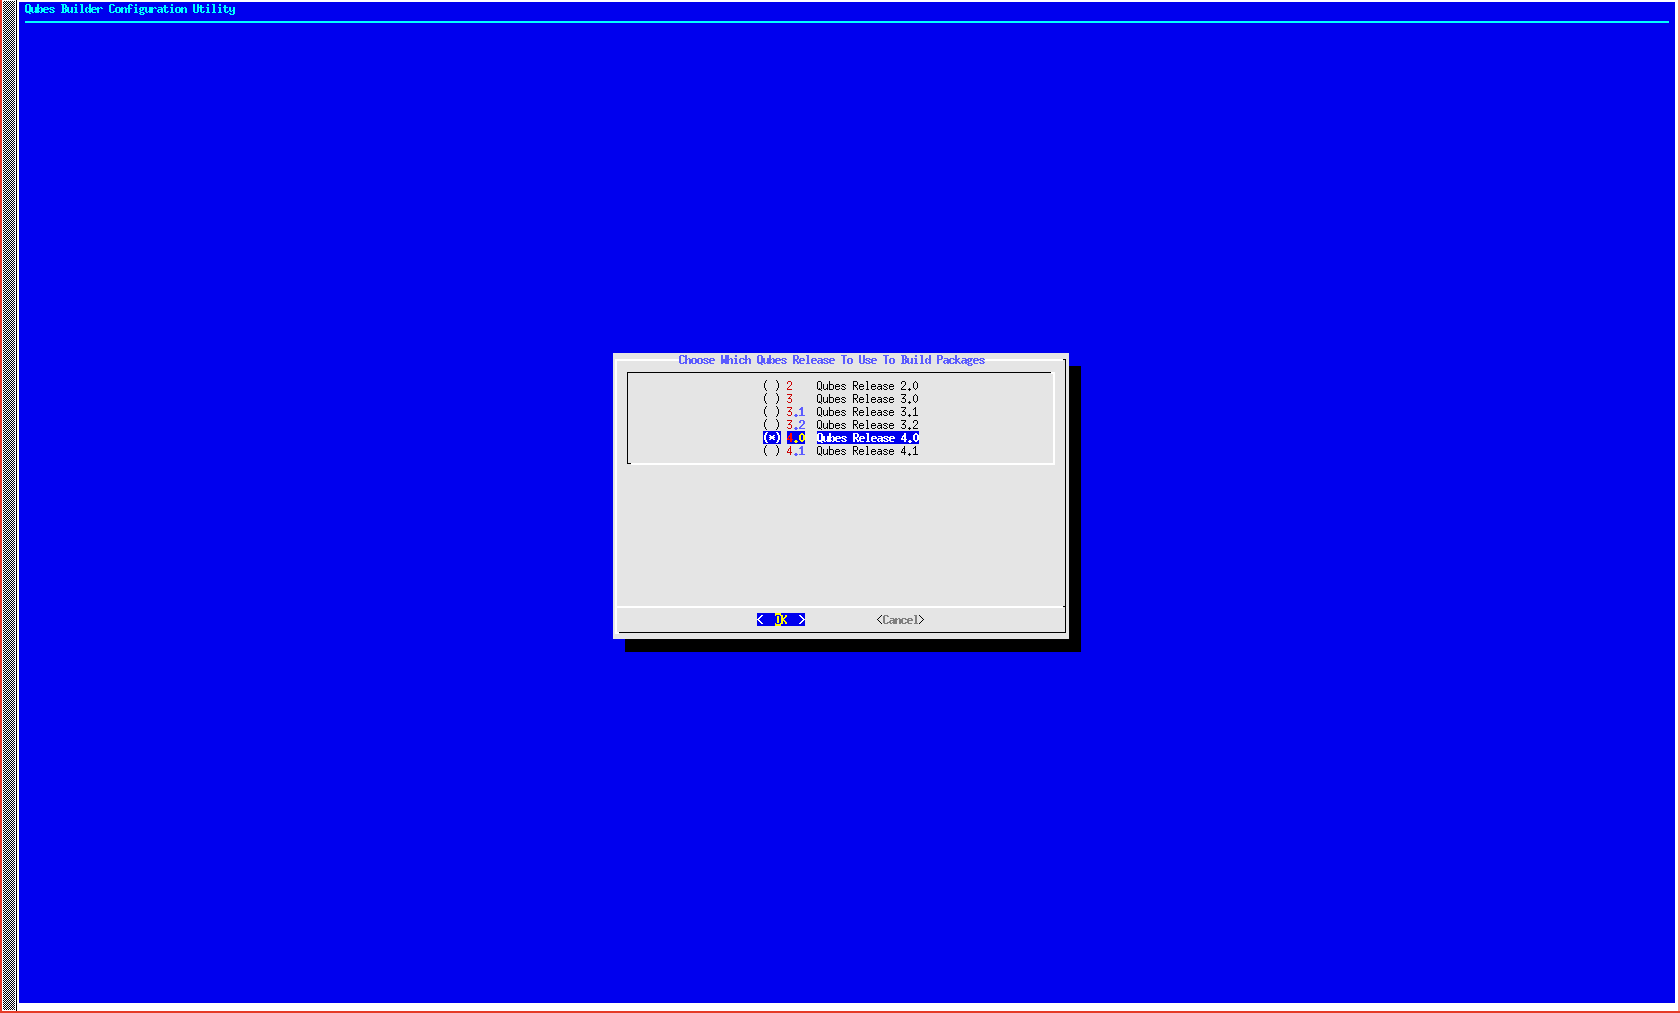 Qubes Builder Configuration Utility
Choose Which Qubes Release To Use To Build Packages
( ) 2 Qubes Release 2.0
( ) 3 Qubes Release 3.0
( ) 3.1 Qubes Release 3.1
( ) 3.2 Qubes Release 3.2
(*) 4.0 Qubes Release 4.0
( ) 4.1 Qubes Release 4.1
< OK > <Cancel>